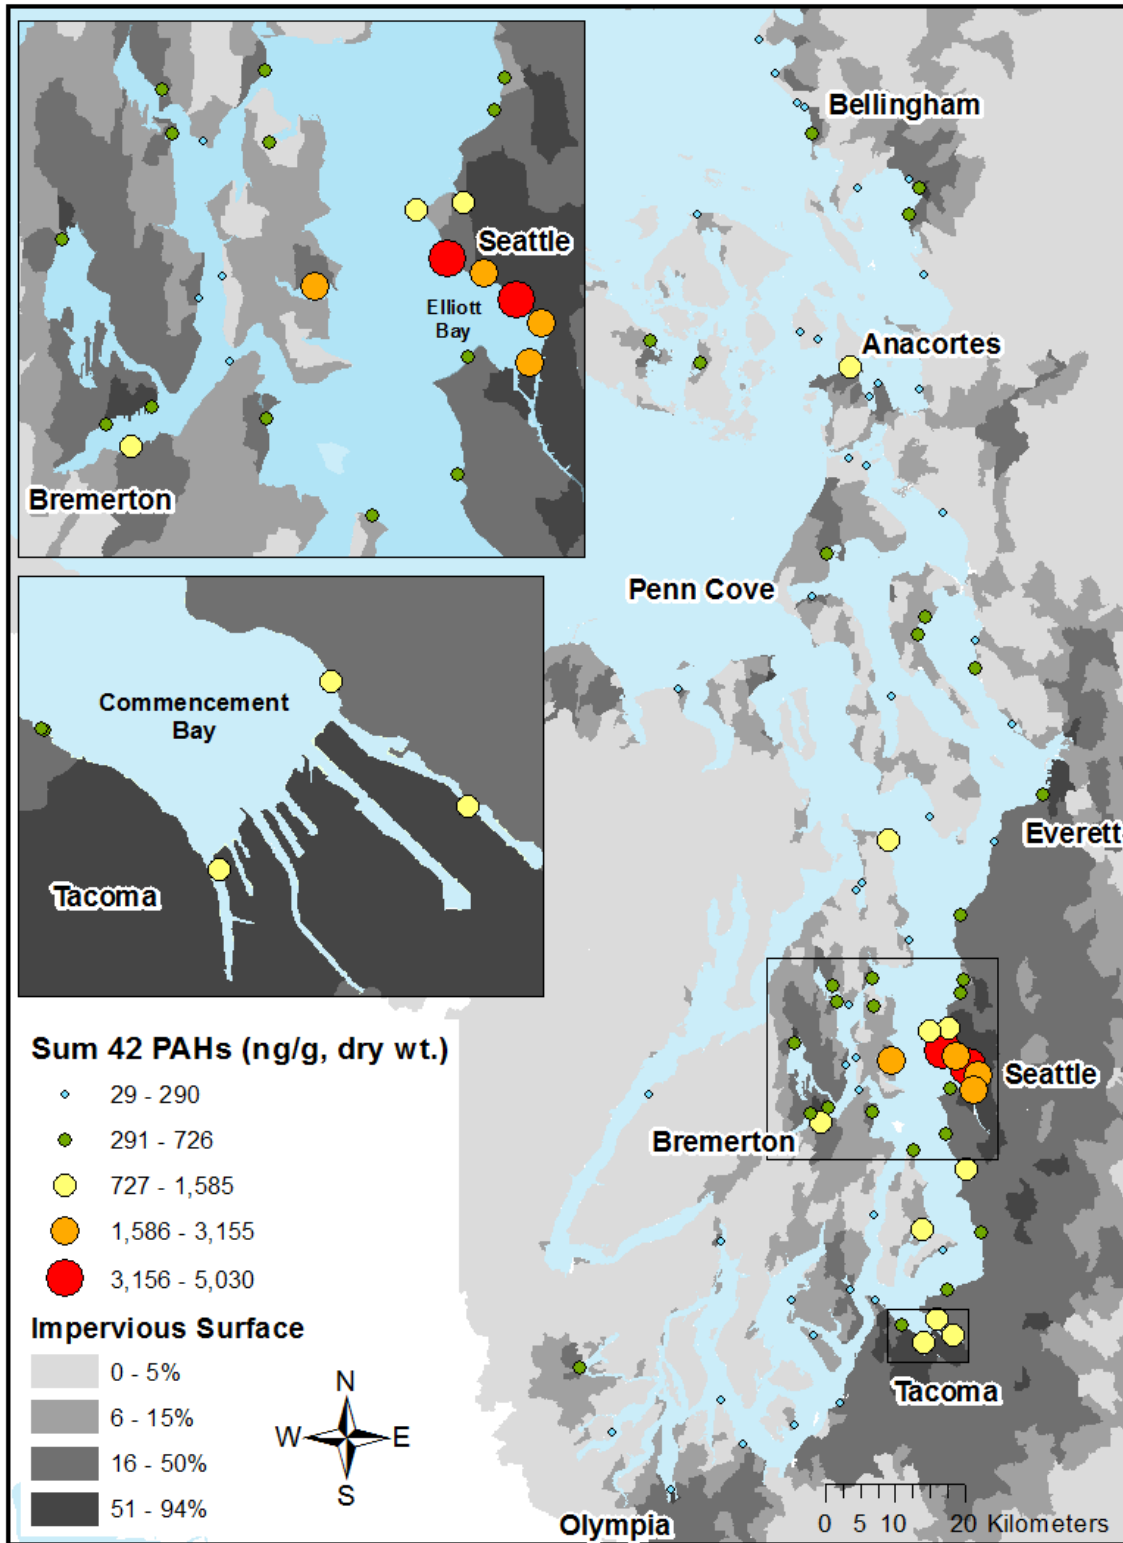 Bellingham
Seattle
Elliott
Bay
Anacortes
Bremerton
Penn Cove
Commencement
Bay
Tacoma
Everett
Sum 42 PAHs (ng/g, dry wt.)
29 - 290
291 - 726
727 - 1,585
1,586 - 3,155
3,156 - 5,030
Seattle
Bremerton
Impervious Surface
0 - 5%
6 - 15%
16 - 50%
51 - 94%
N
W
E
S
Tacoma
Olympia
0 5 10 20 Kilometers